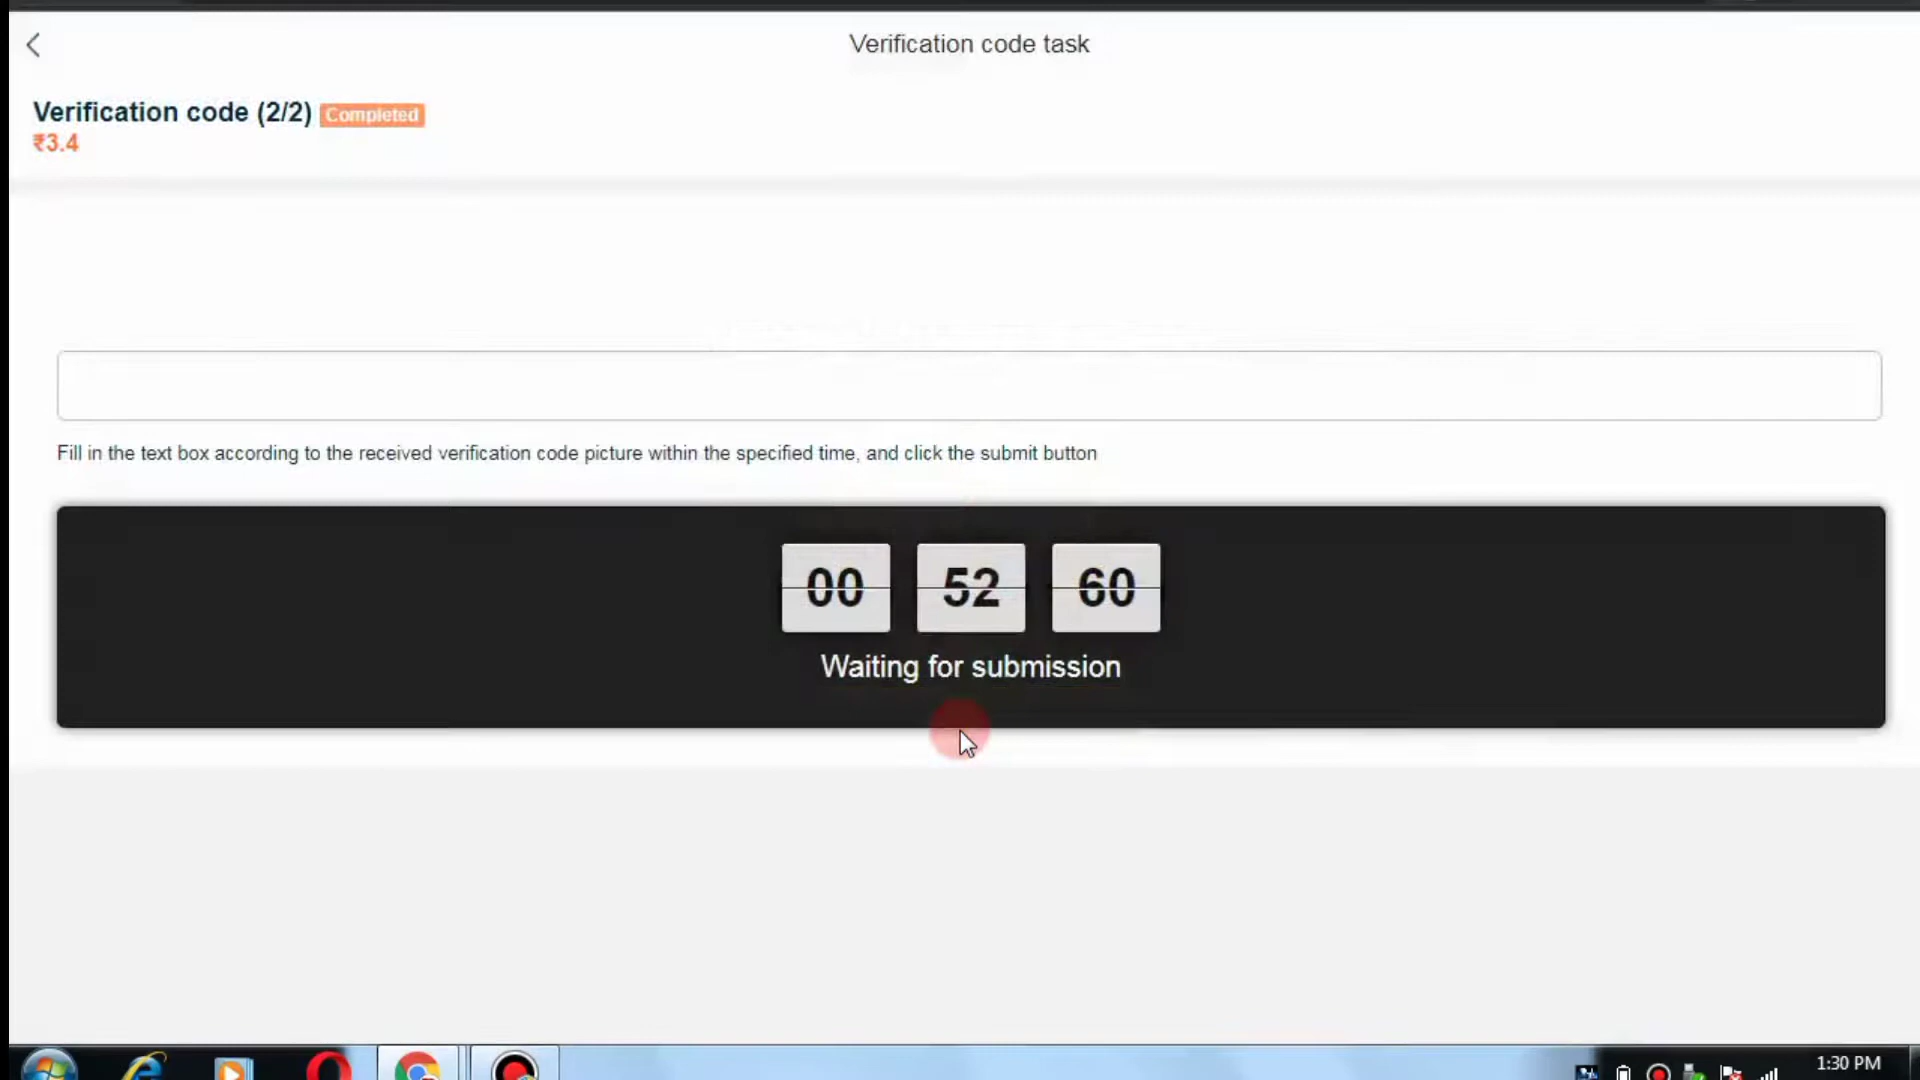 Verification code task
Verification code (2/2) Completed
₹3.4
Fill in the text box according to the received verification code picture within the specified time, and click the submit button
00 52 60
Waiting for submission
1:30 PM